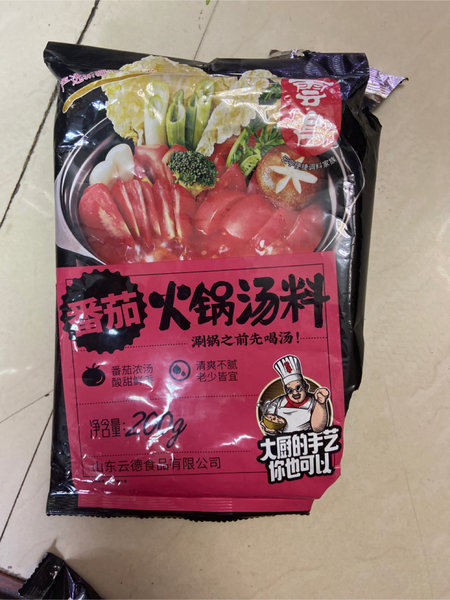 番茄火锅汤料
涮锅之前先喝汤！
番茄浓汤
清爽不腻
酸甜
老少皆宜
净含量：200g
大厨的手艺
你也可以
山东云德食品有限公司